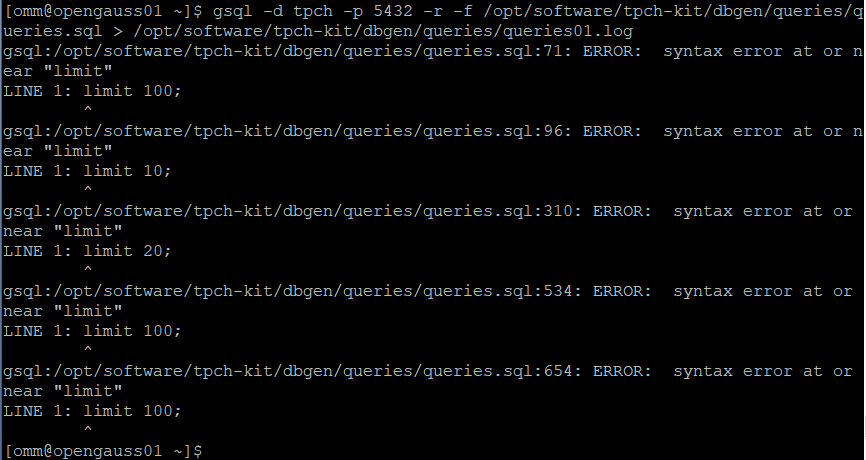 [omm@opengauss01 ~]$ gsql -d tpch -p 5432 -r -f /opt/software/tpch-kit/dbgen/queries/q
ueries.sql > /opt/software/tpch-kit/dbgen/queries/queries01.log
gsql:/opt/software/tpch-kit/dbgen/queries/queries.sql:71: ERROR:  syntax error at or n
ear "limit"
LINE 1: limit 100;
        ^
gsql:/opt/software/tpch-kit/dbgen/queries/queries.sql:96: ERROR:  syntax error at or n
ear "limit"
LINE 1: limit 10;
        ^
gsql:/opt/software/tpch-kit/dbgen/queries/queries.sql:310: ERROR:  syntax error at or
near "limit"
LINE 1: limit 20;
        ^
gsql:/opt/software/tpch-kit/dbgen/queries/queries.sql:534: ERROR:  syntax error at or
near "limit"
LINE 1: limit 100;
        ^
gsql:/opt/software/tpch-kit/dbgen/queries/queries.sql:654: ERROR:  syntax error at or
near "limit"
LINE 1: limit 100;
        ^
[omm@opengauss01 ~]$